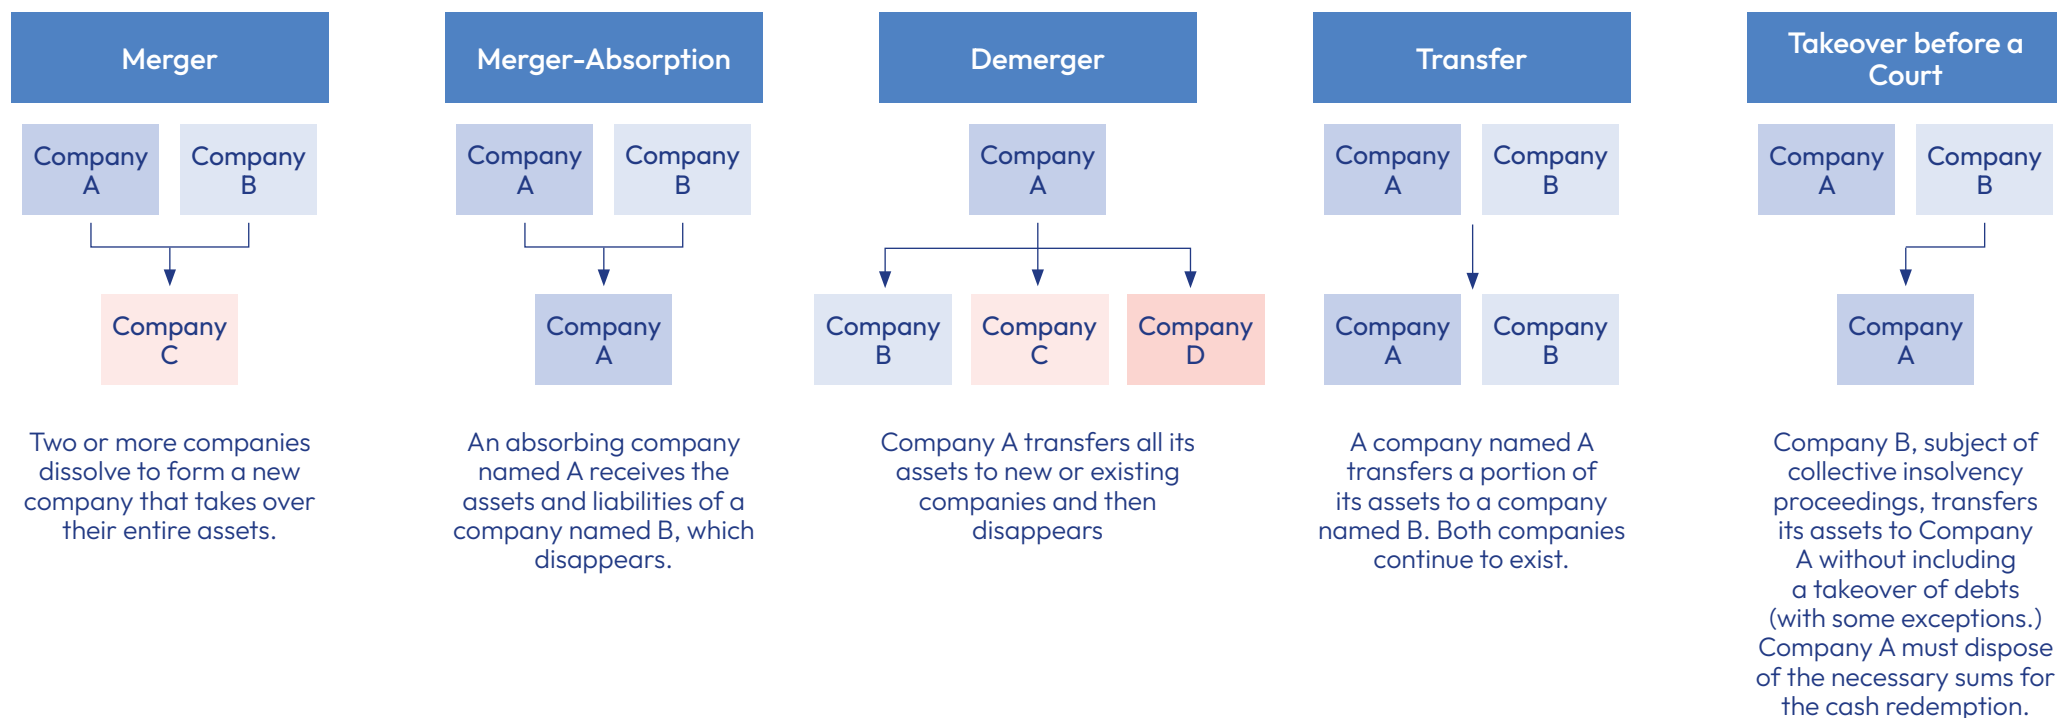 Merger
Company
A
Company
B
Company
C
Two or more companies
dissolve to form a new
company that takes over
their entire assets.
Merger-Absorption
Company
A
Company
B
Company
A
An absorbing company
named A receives the
assets and liabilities of a
company named B, which
disappears.
Demerger
Company
A
Company
B
Company
C
Company
D
Company A transfers all its
assets to new or existing
companies and then
disappears
Transfer
Company
A
Company
B
Company
A
Company
B
A company named A
transfers a portion of
its assets to a company
named B. Both companies
continue to exist.
Takeover before a
Court
Company
A
Company
B
Company
A
Company B, subject of
collective insolvency
proceedings, transfers
its assets to Company
A without including
a takeover of debts
(with some exceptions.)
Company A must dispose
of the necessary sums for
the cash redemption.